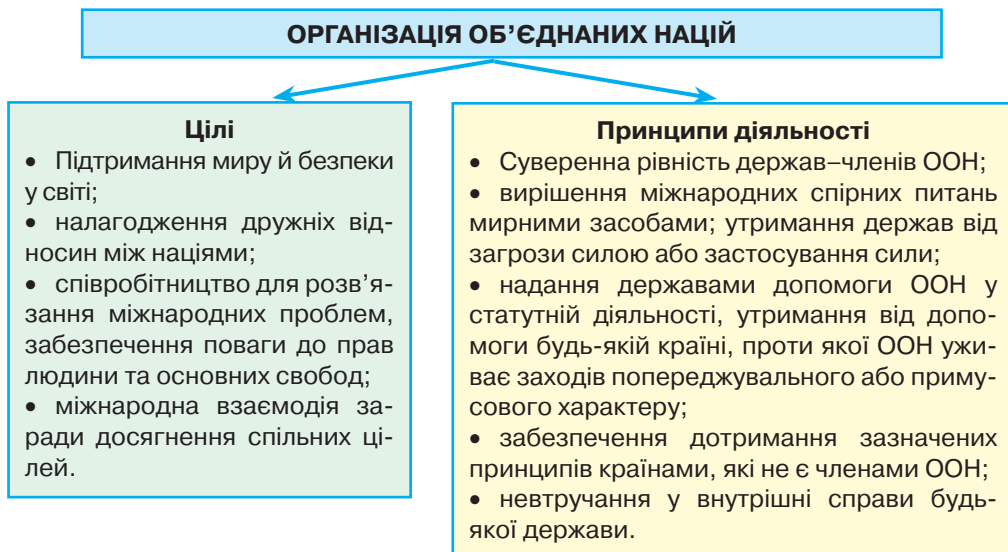 ОРГАНІЗАЦІЯ ОБ’ЄДНАНИХ НАЦІЙ
Цілі
• Підтримання миру й безпеки
у світі;
• налагодження дружніх від-
носин між націями;
• співробітництво для розв’я-
зання міжнародних проблем,
забезпечення поваги до прав
людини та основних свобод;
• міжнародна взаємодія за-
ради досягнення спільних ці-
лей.
Принципи діяльності
• Суверенна рівність держав–членів ООН;
• вирішення міжнародних спірних питань
мирними засобами; утримання держав від
загрози силою або застосування сили;
• надання державами допомоги ООН у
статутній діяльності, утримання від допо-
моги будь-якій країні, проти якої ООН ужи-
ває заходів попереджувального або приму-
сового характеру;
• забезпечення дотримання зазначених
принципів країнами, які не є членами ООН;
• невтручання у внутрішні справи будь-
якої держави.